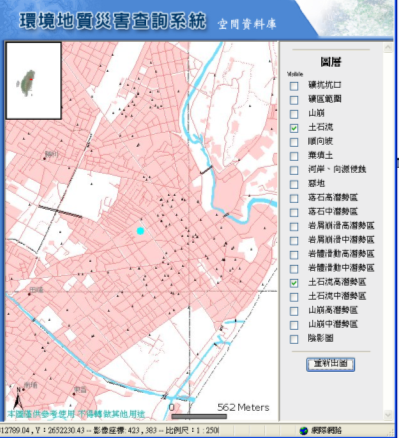 環境地質災害查詢系統 空間資料庫
圖層
Visible
礦坑坑口
礦區範圍
山崩
土石流
順向坡
棄填土
河岸、向源侵蝕
惡地
落石高潛勢區
落石中潛勢區
岩屑崩滑高潛勢區
岩屑崩滑中潛勢區
岩體滑動高潛勢區
岩體滑動中潛勢區
土石流高潛勢區
土石流中潛勢區
山崩高潛勢區
山崩中潛勢區
陰影圖
重新出圖
N
0 562 Meters
本圖僅供參考使用,不得轉做其他用途
12789.04, Y：2652230.43 -- 影像座標: 423 , 383 -- 比例尺：1 : 250
網際網路